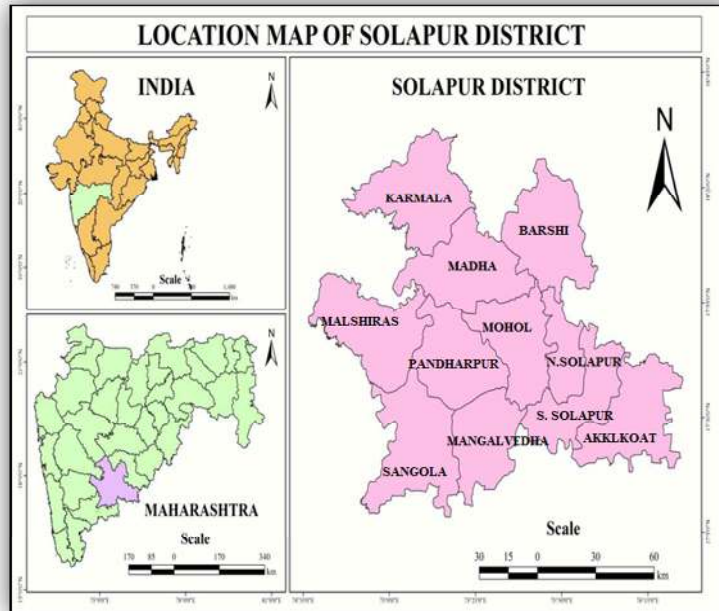 LOCATION MAP OF SOLAPUR DISTRICT
INDIA
N
Scale
km
MAHARASHTRA
N
Scale
170 85 0 170 340
km
SOLAPUR DISTRICT
N
KARMALA
BARSHI
MADHA
MALSHIRAS
MOHOL
PANDHARPUR
N.SOLAPUR
S. SOLAPUR
MANGALVEDHA
AKKLKOAT
SANGOLA
Scale
30 15 0 30 60
km